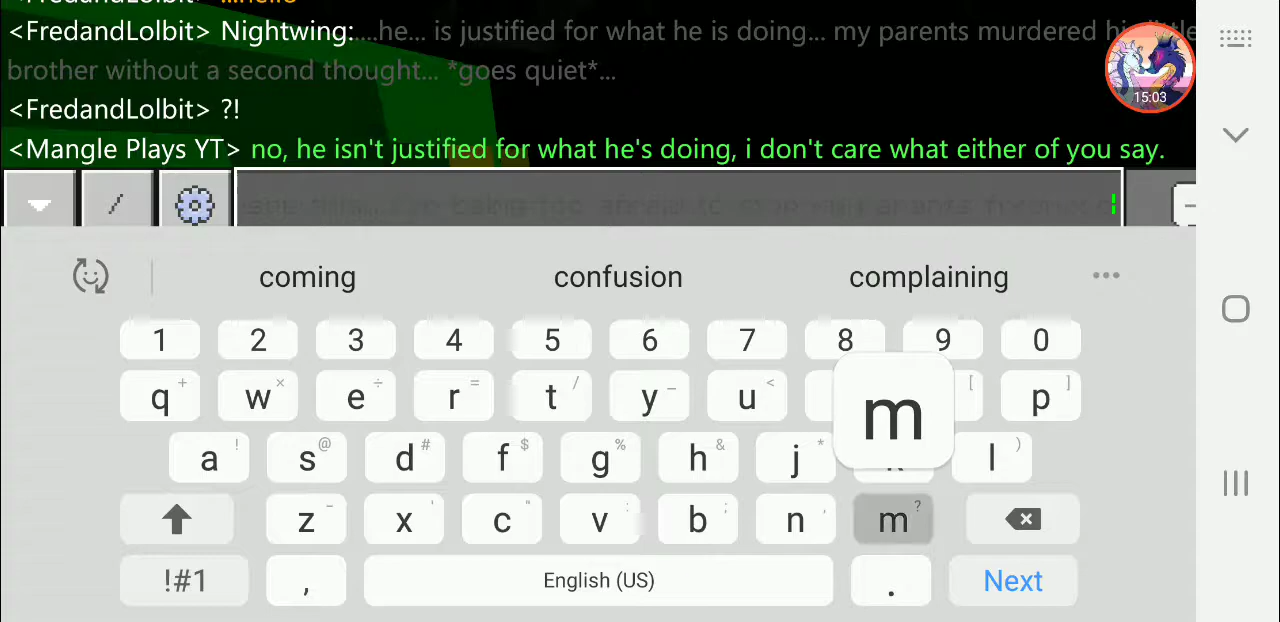 ...hello
<FredandLolbit> Nightwing:....he... is justified for what he is doing... my parents murdered his little
brother without a second thought... *goes quiet*...
<FredandLolbit> ?!
<Mangle Plays YT> no, he isn't justified for what he's doing, i don't care what either of you say.
15:03
/
coming confusion complaining
1 2 3 4 5 6 7 8 9 0
q + w × e ÷ r = t / y _ u < [ p ]
m
a ! s @ d # f $ g % h & j * l )
z - x ' c " v : b ; n , m ?
!#1 , English (US) . Next